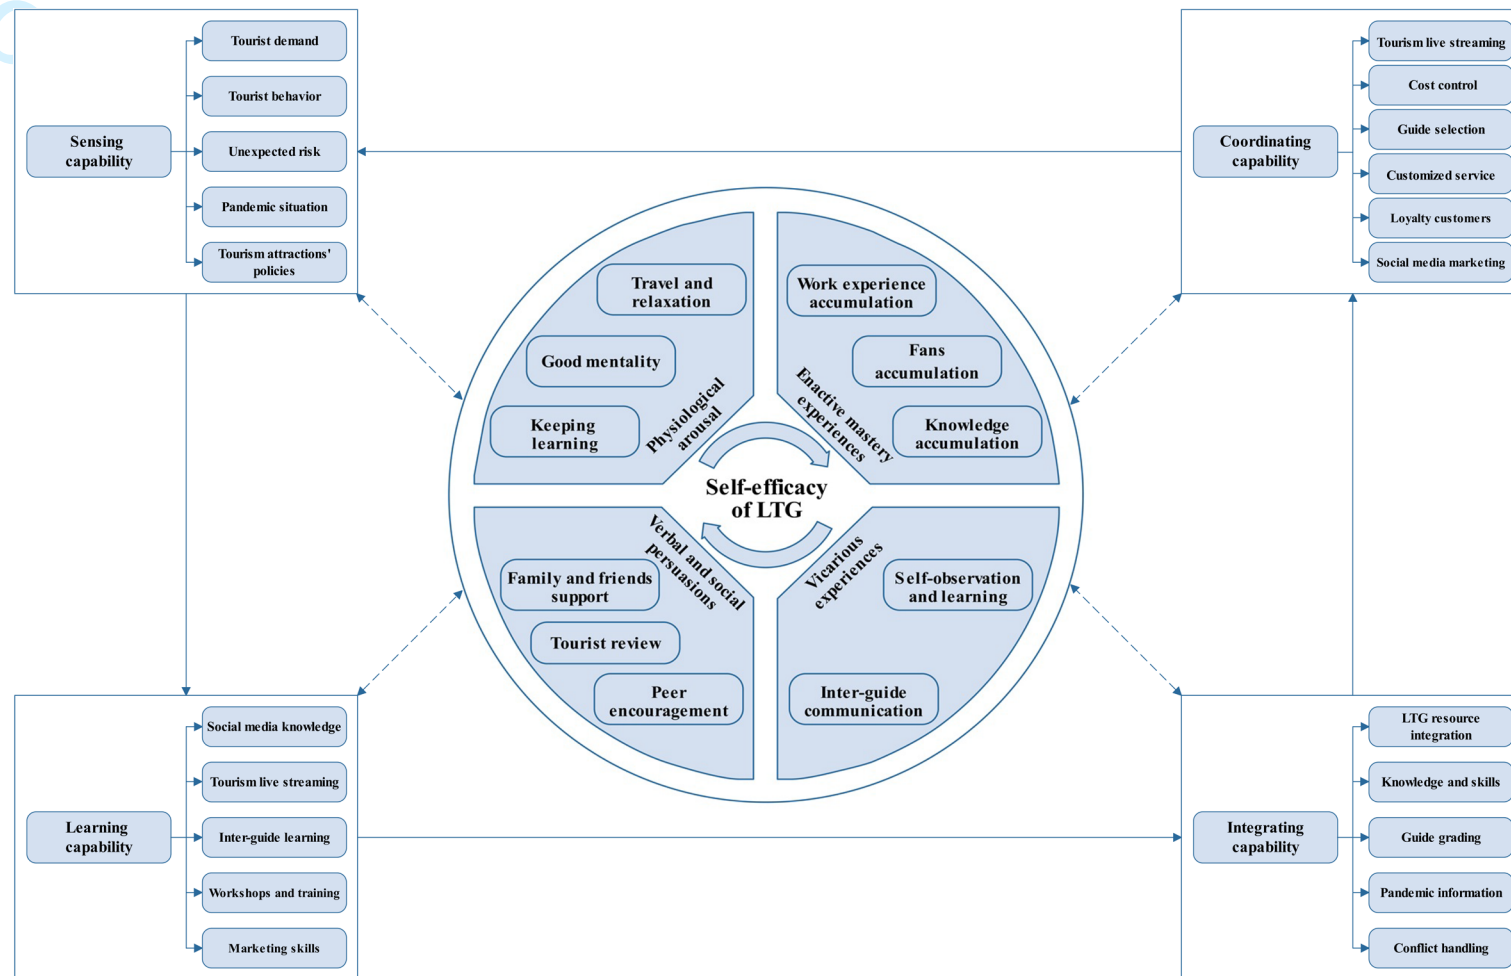 Sensing
capability
Tourist demand
Tourist behavior
Unexpected risk
Pandemic situation
Tourism attractions'
policies
Coordinating
capability
Tourism live streaming
Cost control
Guide selection
Customized service
Loyalty customers
Social media marketing
Travel and
relaxation
Good mentality
Keeping
learning
Physiological
arousal
Work experience
accumulation
Fans
accumulation
Knowledge
accumulation
Enactive mastery
experiences
Self-efficacy
of LTG
Verbal and social
persuasions
Family and friends
support
Tourist review
Peer
encouragement
Vicarious
experiences
Self-observation
and learning
Inter-guide
communication
Learning
capability
Social media knowledge
Tourism live streaming
Inter-guide learning
Workshops and training
Marketing skills
Integrating
capability
LTG resource
integration
Knowledge and skills
Guide grading
Pandemic information
Conflict handling